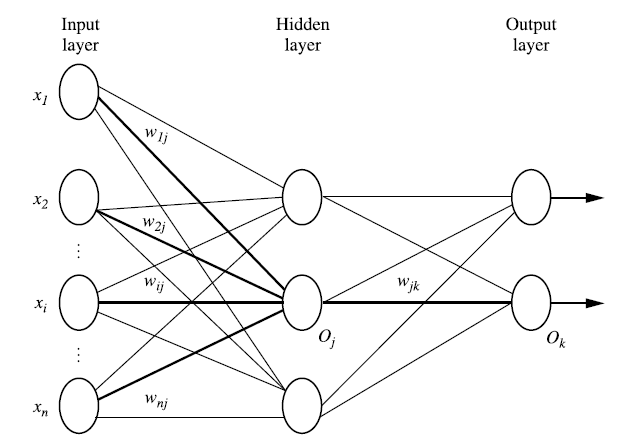 Input
layer
Hidden
layer
Output
layer
x1
w1j
x2
w2j
⋮
wij
wjk
xi
Oj
Ok
⋮
wnj
xn